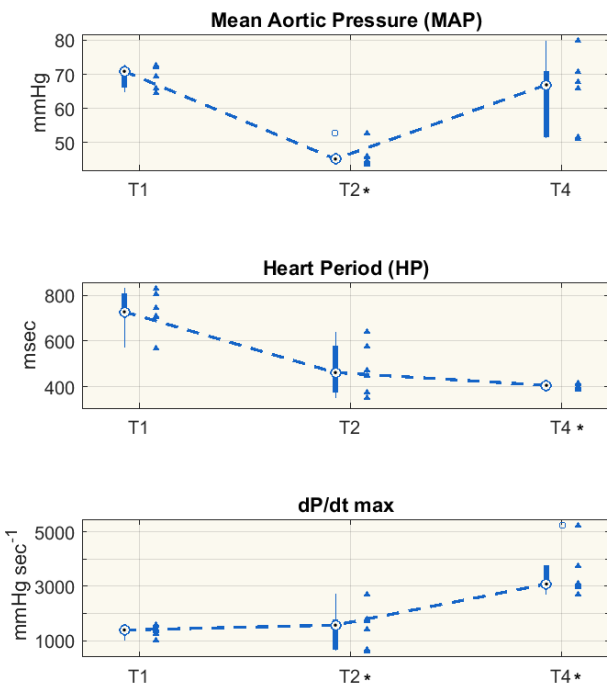 Mean Aortic Pressure (MAP)
80
70
60
50
mmHg
T1 T2 * T4
Heart Period (HP)
800
600
400
msec
T1 T2 T4 *
dP/dt max
5000
3000
1000
mmHg sec⁻¹
T1 T2 * T4 *